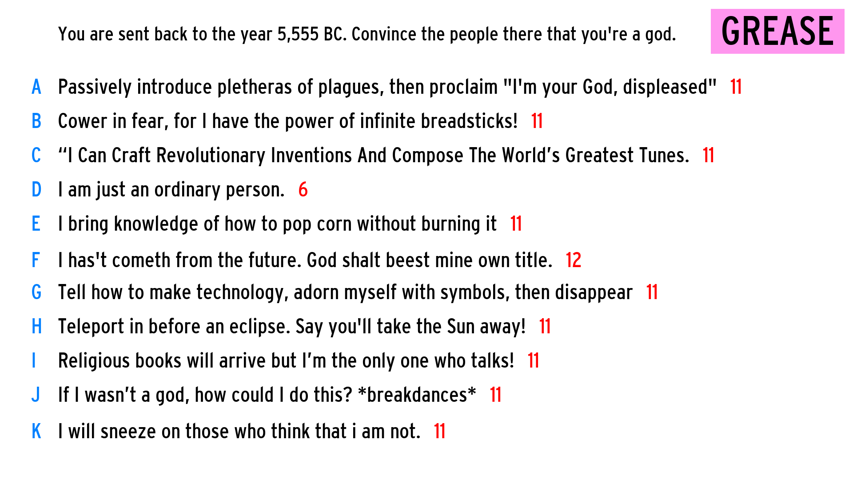 You are sent back to the year 5,555 BC. Convince the people there that you're a god.
GREASE
A Passively introduce pletheras of plagues, then proclaim "I'm your God, displeased" 11
B Cower in fear, for I have the power of infinite breadsticks! 11
C “I Can Craft Revolutionary Inventions And Compose The World’s Greatest Tunes. 11
D I am just an ordinary person. 6
E I bring knowledge of how to pop corn without burning it 11
F I has't cometh from the future. God shalt beest mine own title. 12
G Tell how to make technology, adorn myself with symbols, then disappear 11
H Teleport in before an eclipse. Say you'll take the Sun away! 11
I Religious books will arrive but I’m the only one who talks! 11
J If I wasn’t a god, how could I do this? *breakdances* 11
K I will sneeze on those who think that i am not. 11